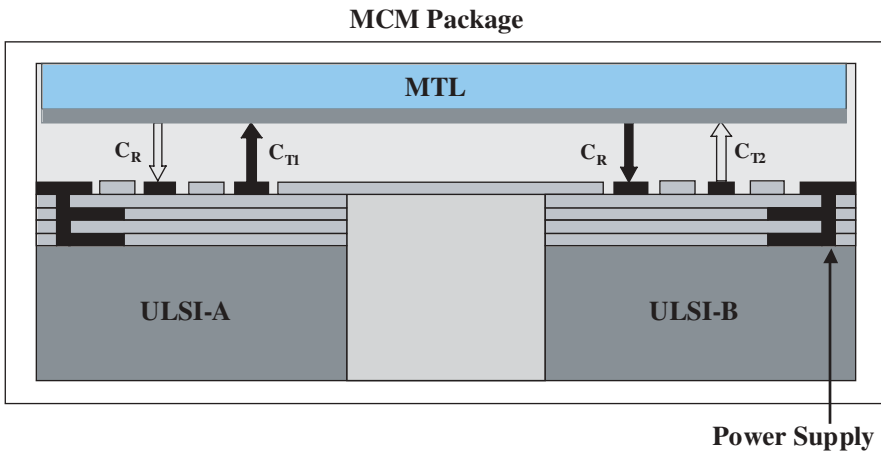 MCM Package
MTL
C_R
C_T1
C_R
C_T2
ULSI-A
ULSI-B
Power Supply